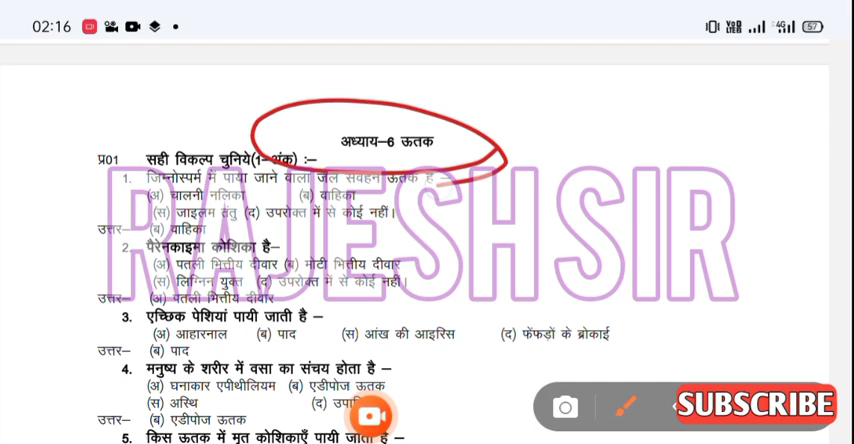 02:16 VoD LTE 4G 57
अध्याय–6 ऊतक
प्र01 सही विकल्प चुनिये(1–अंक) :–
1. जिम्नोस्पर्म में पाया जाने वाला जल संवहन ऊतक है –
(अ) चालनी नलिका (ब) वाहिका
(स) जाइलम तंतु (द) उपरोक्त में से कोई नहीं।
उत्तर– (ब) वाहिका
2. पैरेनकाइमा कोशिका है–
(अ) पतली भित्तीय दीवार (ब) मोटी भित्तीय दीवार
(स) लिग्निन युक्त (द) उपरोक्त में से कोई नहीं।
उत्तर– (अ) पतली भित्तीय दीवार
RAJESH SIR
3. एच्छिक पेशियां पायी जाती है –
(अ) आहारनाल (ब) पाद (स) आंख की आइरिस (द) फेंफड़ों के ब्रोकाई
उत्तर– (ब) पाद
4. मनुष्य के शरीर में वसा का संचय होता है –
(अ) घनाकार एपीथीलियम (ब) एडीपोज ऊतक
(स) अस्थि (द)
SUBSCRIBE
उत्तर– (ब) एडीपोज ऊतक
5. किस ऊतक में मृत कोशिकाएँ पायी जाती है –